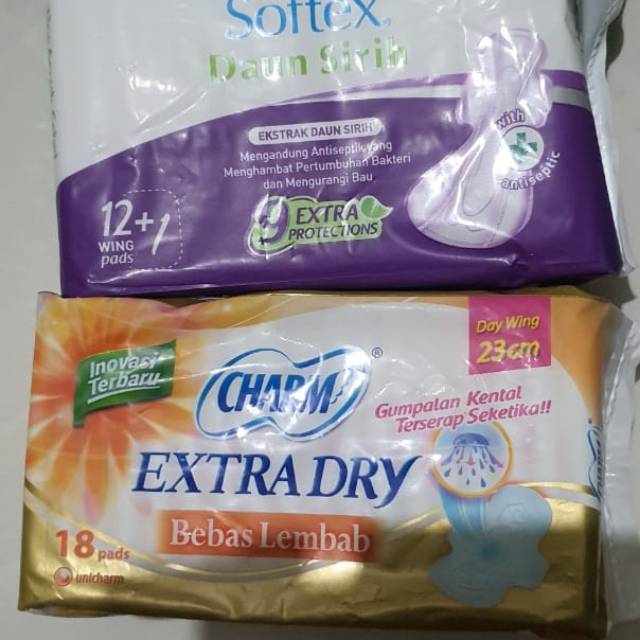 Softex®
Daun Sirih
EKSTRAK DAUN SIRIH
Mengandung Antiseptik yang
Menghambat Pertumbuhan Bakteri
dan Mengurangi Bau.
with
antiseptic
12+1
WING
pads
9 EXTRA
PROTECTIONS
Inovasi
Terbaru
CHARM®
Day Wing
23cm
Gumpalan Kental
Terserap Seketika!!
EXTRA DRY
Bebas Lembab
18 pads
unicharm